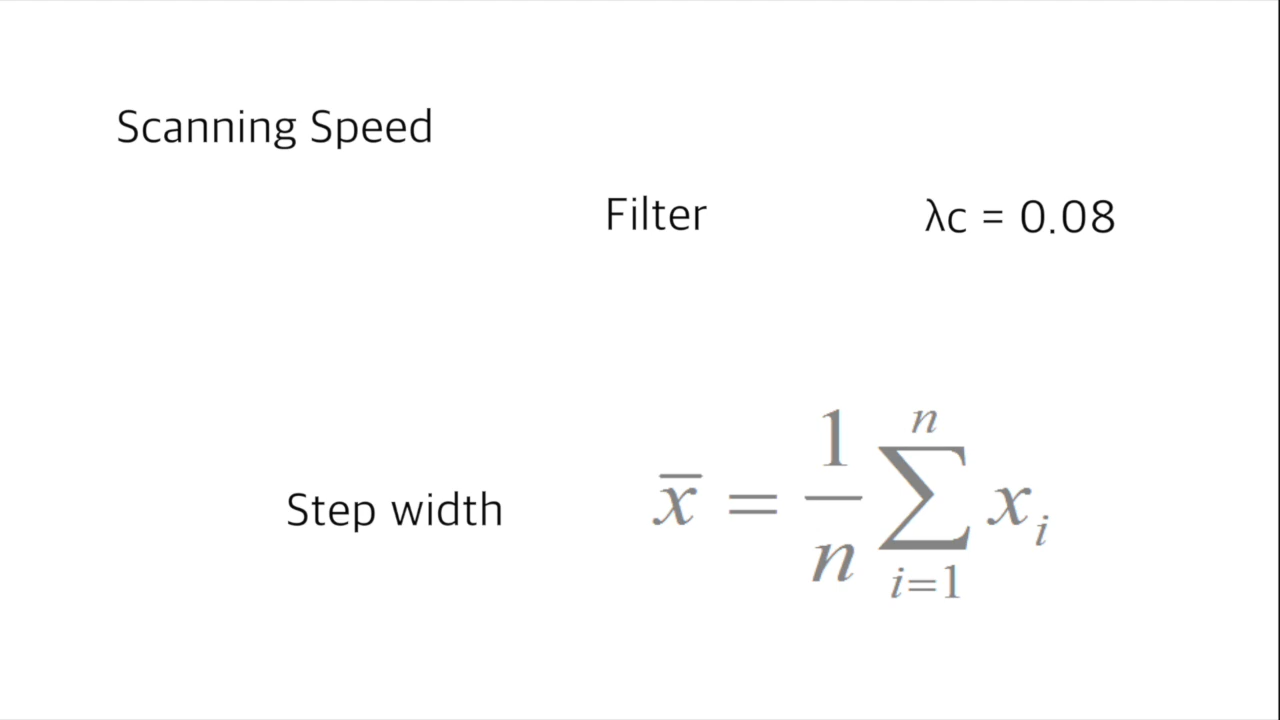 Scanning Speed
Filter
λc = 0.08
Step width
x̄ = 1/n ∑_{i=1}^{n} x_i